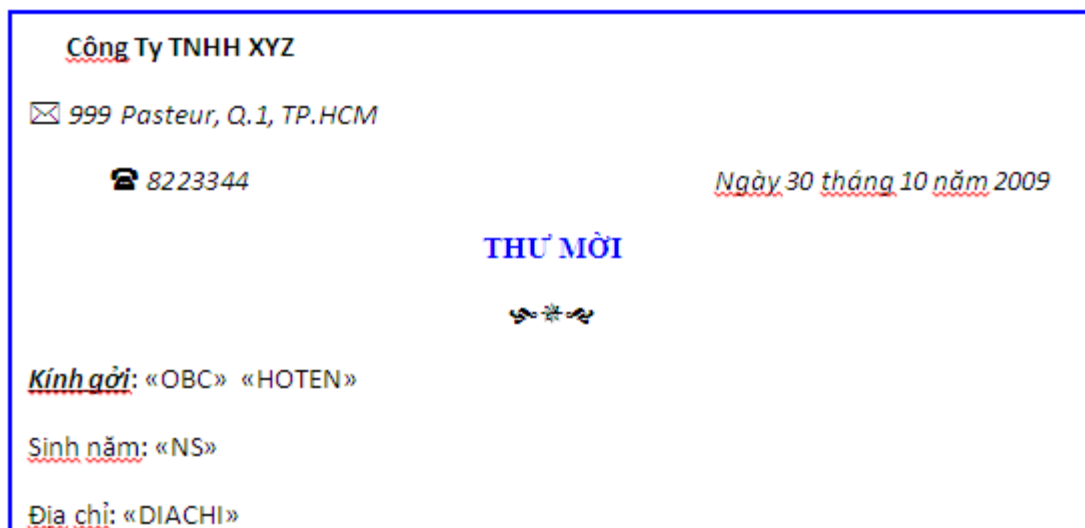 Công Ty TNHH XYZ
999 Pasteur, Q.1, TP.HCM
8223344 Ngày 30 tháng 10 năm 2009
THƯ MỜI
Kính gởi: «OBC» «HOTEN»
Sinh năm: «NS»
Địa chỉ: «DIACHI»